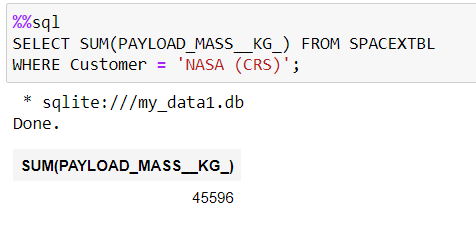 %%sql
SELECT SUM(PAYLOAD_MASS__KG_) FROM SPACEXTBL
WHERE Customer = 'NASA (CRS)';
* sqlite:///my_data1.db
Done.
SUM(PAYLOAD_MASS__KG_)
45596